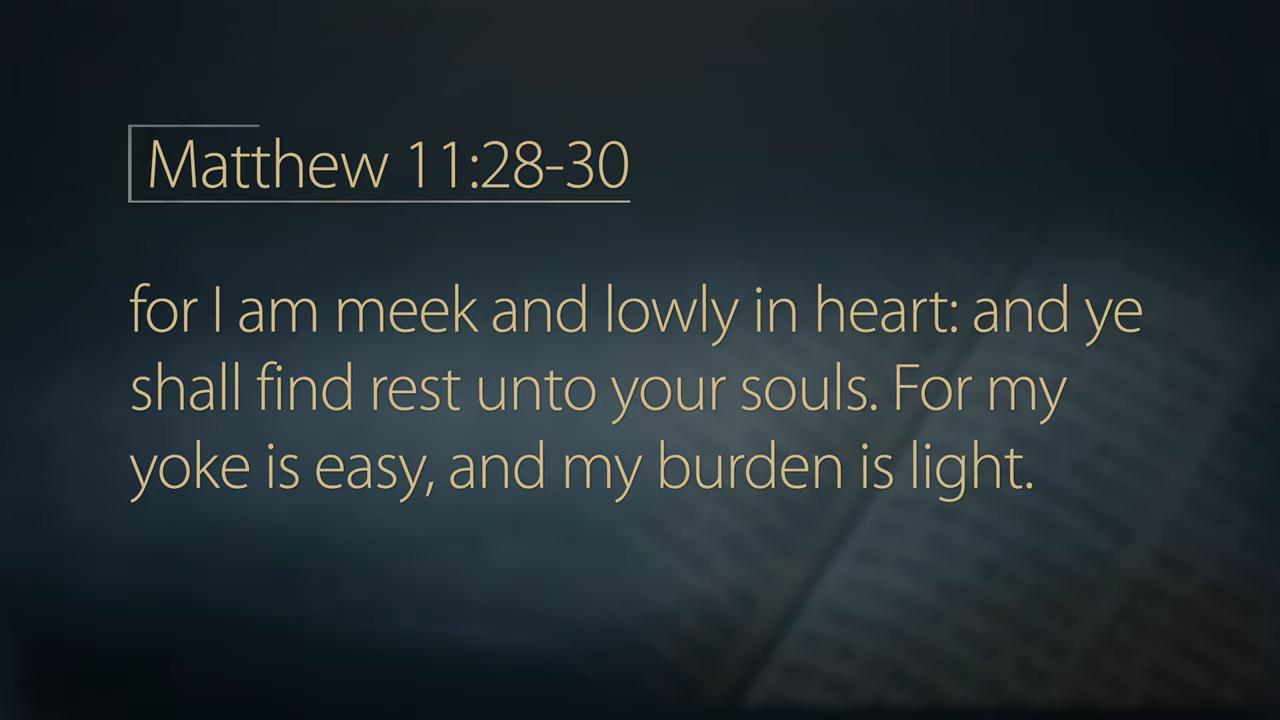 Matthew 11:28-30
for I am meek and lowly in heart: and ye
shall find rest unto your souls. For my
yoke is easy, and my burden is light.